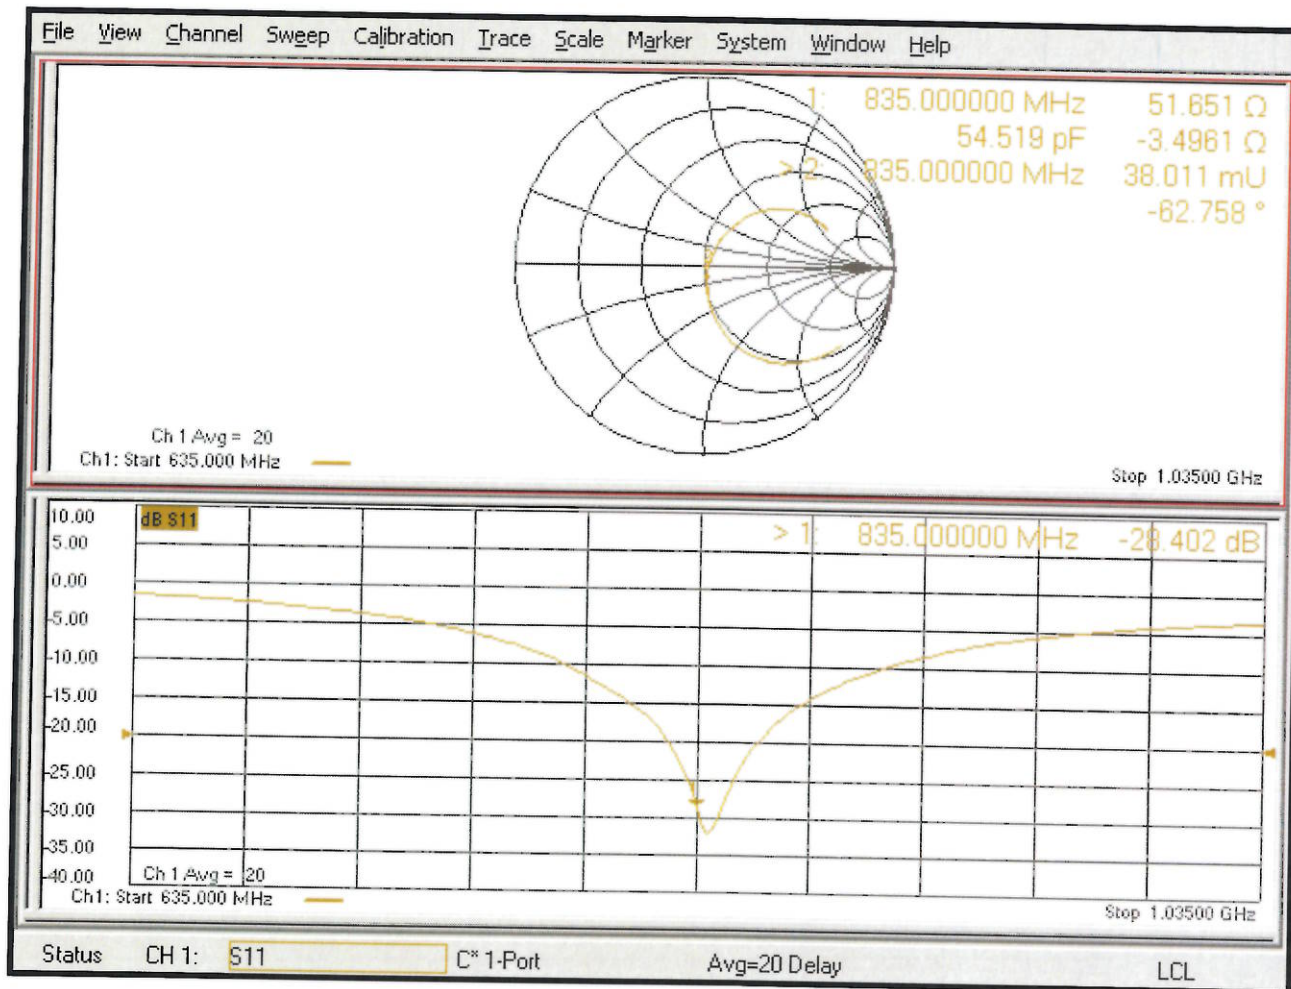 File View Channel Sweep Calibration Trace Scale Marker System Window Help
1: 835.000000 MHz 51.651 Ω
54.519 pF -3.4961 Ω
> 2: 835.000000 MHz 38.011 mU
-62.758 °
Ch 1 Avg = 20
Ch1: Start 635.000 MHz
Stop 1.03500 GHz
10.00
dB S11
> 1: 835.000000 MHz -28.402 dB
5.00
0.00
-5.00
-10.00
-15.00
-20.00
-25.00
-30.00
-35.00
-40.00
Ch 1 Avg = 20
Ch1: Start 635.000 MHz
Stop 1.03500 GHz
Status CH 1: S11 C* 1-Port Avg=20 Delay LCL